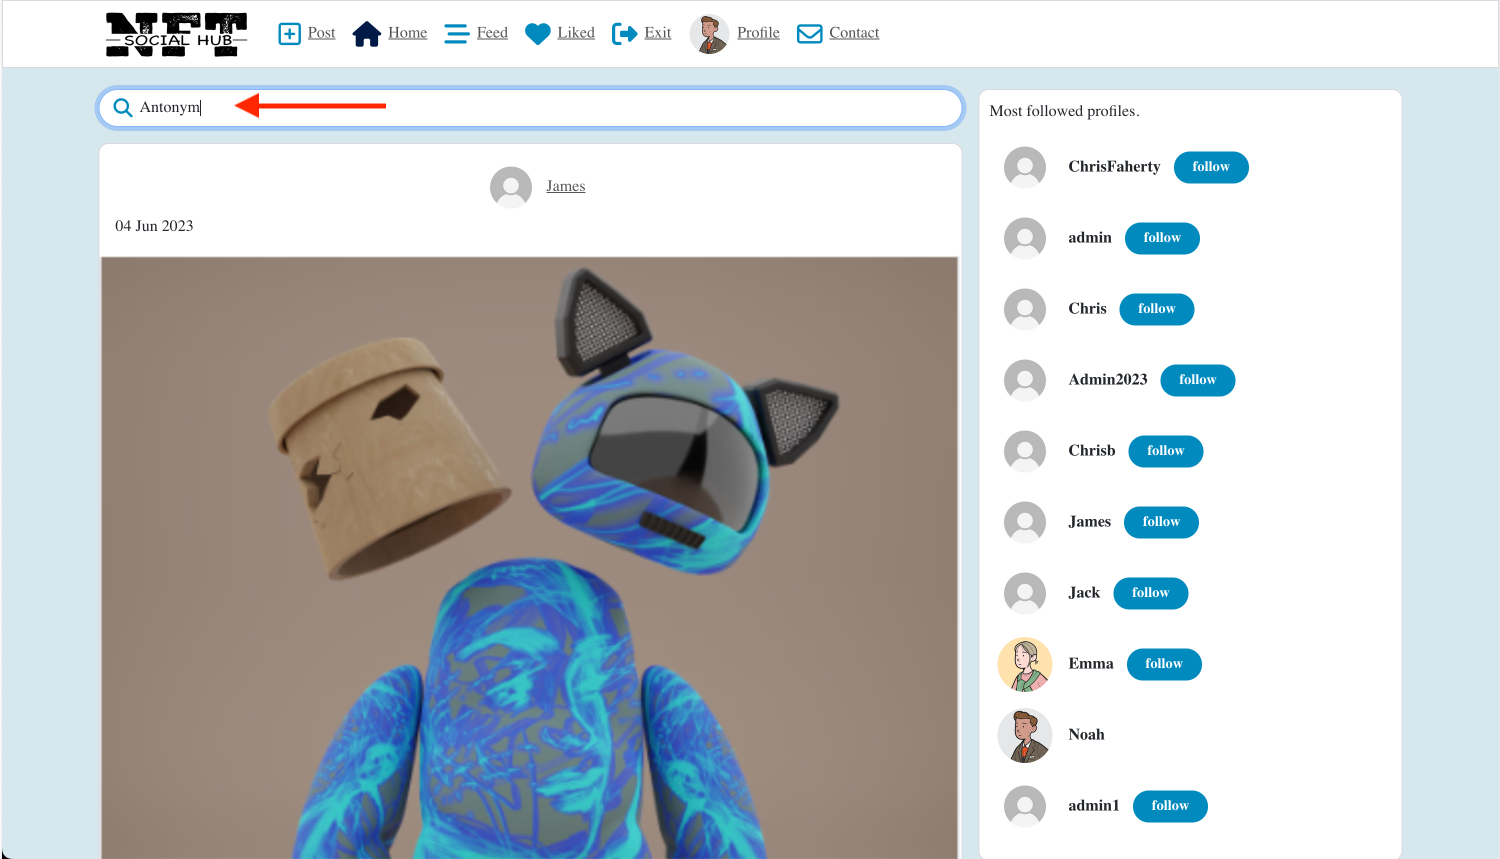 NFT
SOCIAL HUB
Post
Home
Feed
Liked
Exit
Profile
Contact
Antonym
James
04 Jun 2023
Most followed profiles.
ChrisFaherty follow
admin follow
Chris follow
Admin2023 follow
Chrisb follow
James follow
Jack follow
Emma follow
Noah
admin1 follow